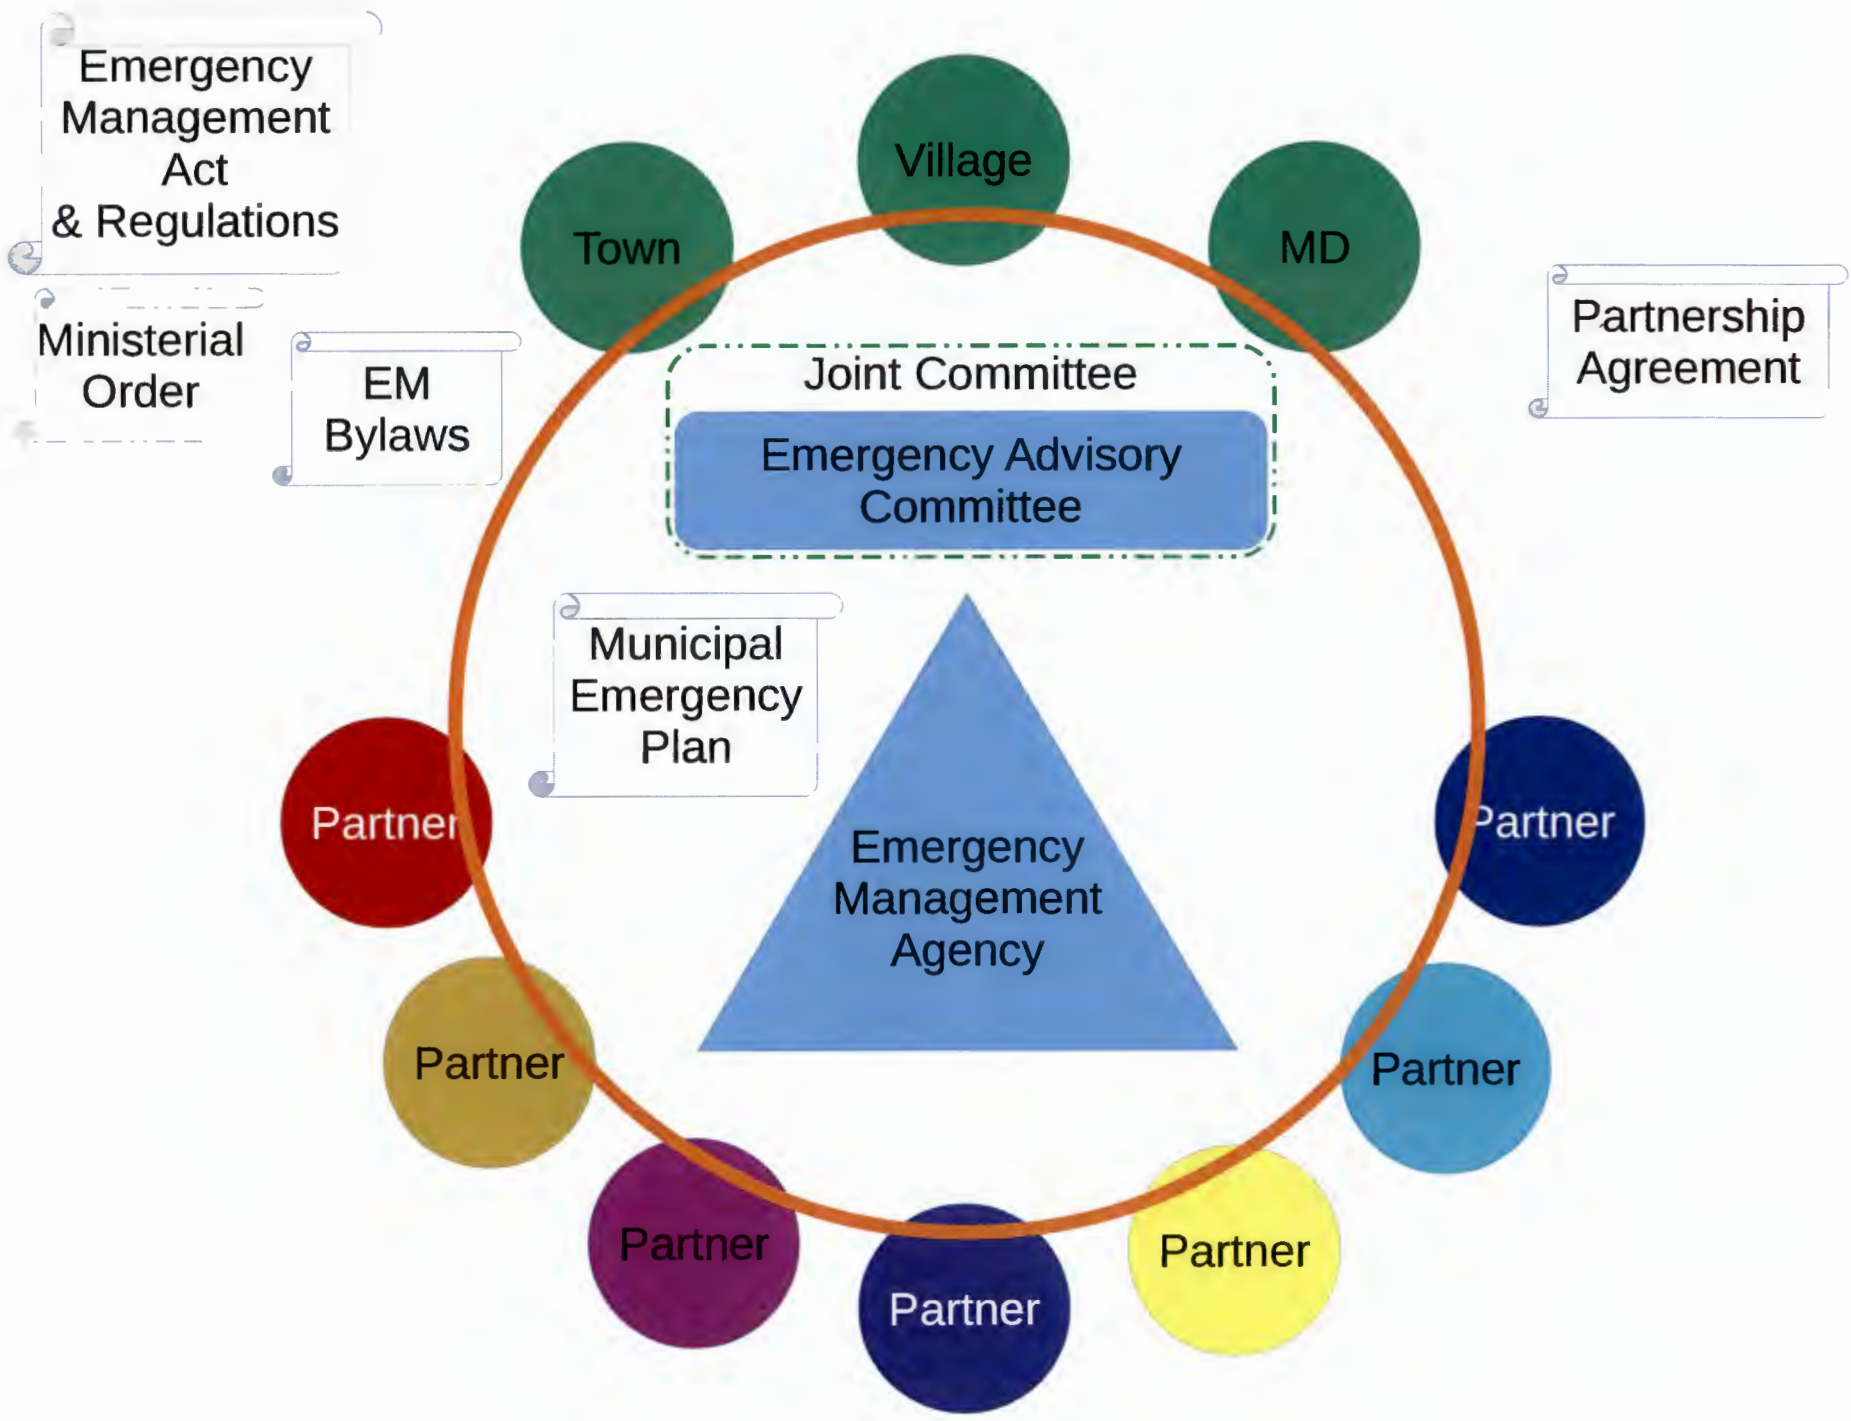 Emergency
Management
Act
& Regulations
Village
Town
MD
Ministerial
Order
EM
Bylaws
Partnership
Agreement
Joint Committee
Emergency Advisory
Committee
Municipal
Emergency
Plan
Emergency
Management
Agency
Partner
Partner
Partner
Partner
Partner
Partner
Partner